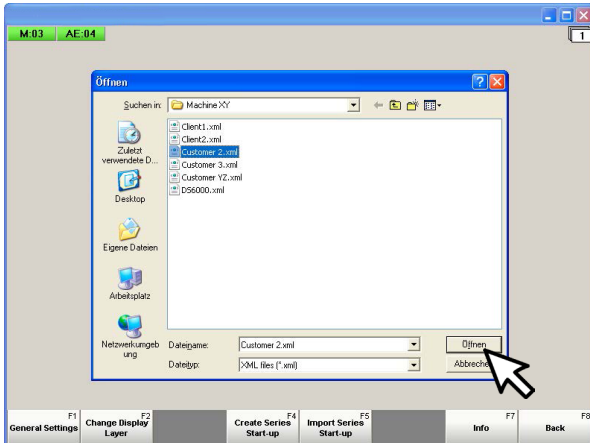 M:03 AE:04
1
Öffnen
Suchen in: Machine XY
Client1.xml
Client2.xml
Customer 2.xml
Customer 3.xml
Customer YZ.xml
DS6000.xml
Zuletzt
verwendete D...
Desktop
Eigene Dateien
Arbeitsplatz
Netzwerkumgeb
ung
Dateiname: Customer 2.xml Öffnen
Dateityp: XML files (*.xml) Abbreche
F1 F2 F4 F5 F7 F8
General Settings
Change Display
Layer
Create Series
Start-up
Import Series
Start-up
Info
Back